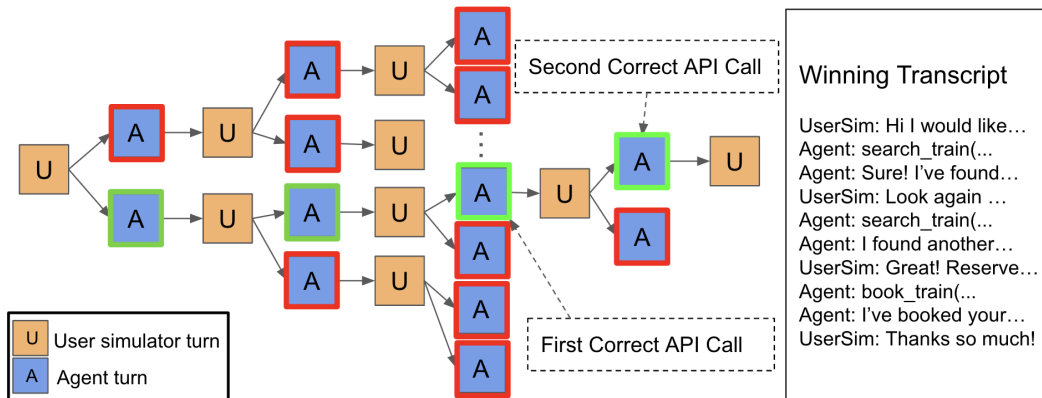 A
A
U
Second Correct API Call
A
U
A
U
A
A
U
U
A
U
A
U
A
U
A
U
A
A
A
U
A
A
First Correct API Call
U User simulator turn
A Agent turn
Winning Transcript
UserSim: Hi I would like…
Agent: search_train(...
Agent: Sure! I've found…
UserSim: Look again …
Agent: search_train(...
Agent: I found another…
UserSim: Great! Reserve…
Agent: book_train(...
Agent: I've booked your…
UserSim: Thanks so much!